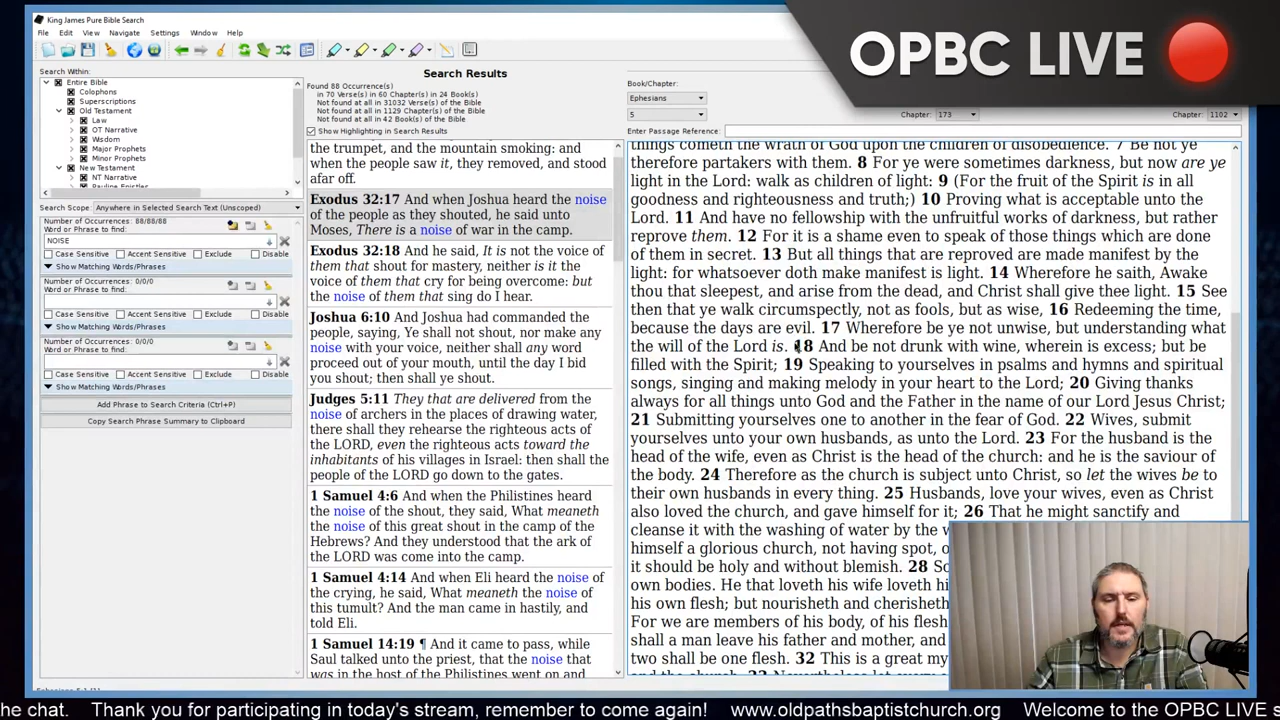 King James Pure Bible Search
File Edit View Navigate Settings Window Help
OPBC LIVE
Search Within:
Entire Bible
Colophons
Superscriptions
Old Testament
Law
OT Narrative
Wisdom
Major Prophets
Minor Prophets
New Testament
NT Narrative
Pauline Epistles
Search Scope: Anywhere in Selected Search Text (Unscoped)
Number of Occurrences: 88/88/88
Word or Phrase to find:
NOISE
Case Sensitive Accent Sensitive Exclude Disable
Show Matching Words/Phrases
Number of Occurrences: 0/0/0
Word or Phrase to find:
Case Sensitive Accent Sensitive Exclude Disable
Show Matching Words/Phrases
Number of Occurrences: 0/0/0
Word or Phrase to find:
Case Sensitive Accent Sensitive Exclude Disable
Show Matching Words/Phrases
Add Phrase to Search Criteria (Ctrl+P)
Copy Search Phrase Summary to Clipboard
Search Results
Found 88 Occurrence(s)
in 70 Verse(s) in 60 Chapter(s) in 24 Book(s)
Not found at all in 31032 Verse(s) of the Bible
Not found at all in 1129 Chapter(s) of the Bible
Not found at all in 42 Book(s) of the Bible
Show Highlighting in Search Results
the trumpet, and the mountain smoking: and
when the people saw it, they removed, and stood
afar off.
Exodus 32:17 And when Joshua heard the noise
of the people as they shouted, he said unto
Moses, There is a noise of war in the camp.
Exodus 32:18 And he said, It is not the voice of
them that shout for mastery, neither is it the
voice of them that cry for being overcome: but
the noise of them that sing do I hear.
Joshua 6:10 And Joshua had commanded the
people, saying, Ye shall not shout, nor make any
noise with your voice, neither shall any word
proceed out of your mouth, until the day I bid
you shout; then shall ye shout.
Judges 5:11 They that are delivered from the
noise of archers in the places of drawing water,
there shall they rehearse the righteous acts of
the LORD, even the righteous acts toward the
inhabitants of his villages in Israel: then shall the
people of the LORD go down to the gates.
1 Samuel 4:6 And when the Philistines heard
the noise of the shout, they said, What meaneth
the noise of this great shout in the camp of the
Hebrews? And they understood that the ark of
the LORD was come into the camp.
1 Samuel 4:14 And when Eli heard the noise of
the crying, he said, What meaneth the noise of
this tumult? And the man came in hastily, and
told Eli.
1 Samuel 14:19 ¶ And it came to pass, while
Saul talked unto the priest, that the noise that
was in the host of the Philistines went on and
Book/Chapter:
Ephesians
5
Chapter: 173
Chapter: 1102
Enter Passage Reference:
things cometh the wrath of God upon the children of disobedience. 7 Be not ye
therefore partakers with them. 8 For ye were sometimes darkness, but now are ye
light in the Lord: walk as children of light: 9 (For the fruit of the Spirit is in all
goodness and righteousness and truth;) 10 Proving what is acceptable unto the
Lord. 11 And have no fellowship with the unfruitful works of darkness, but rather
reprove them. 12 For it is a shame even to speak of those things which are done
of them in secret. 13 But all things that are reproved are made manifest by the
light: for whatsoever doth make manifest is light. 14 Wherefore he saith, Awake
thou that sleepest, and arise from the dead, and Christ shall give thee light. 15 See
then that ye walk circumspectly, not as fools, but as wise, 16 Redeeming the time,
because the days are evil. 17 Wherefore be ye not unwise, but understanding what
the will of the Lord is. 18 And be not drunk with wine, wherein is excess; but be
filled with the Spirit; 19 Speaking to yourselves in psalms and hymns and spiritual
songs, singing and making melody in your heart to the Lord; 20 Giving thanks
always for all things unto God and the Father in the name of our Lord Jesus Christ;
21 Submitting yourselves one to another in the fear of God. 22 Wives, submit
yourselves unto your own husbands, as unto the Lord. 23 For the husband is the
head of the wife, even as Christ is the head of the church: and he is the saviour of
the body. 24 Therefore as the church is subject unto Christ, so let the wives be to
their own husbands in every thing. 25 Husbands, love your wives, even as Christ
also loved the church, and gave himself for it; 26 That he might sanctify and
cleanse it with the washing of water by the w
himself a glorious church, not having spot, o
it should be holy and without blemish. 28 So
own bodies. He that loveth his wife loveth hi
his own flesh; but nourisheth and cherisheth
For we are members of his body, of his flesh
shall a man leave his father and mother, and
two shall be one flesh. 32 This is a great my
he chat. Thank you for participating in today's stream, remember to come again! www.oldpathsbaptistchurch.org Welcome to the OPBC LIVE s